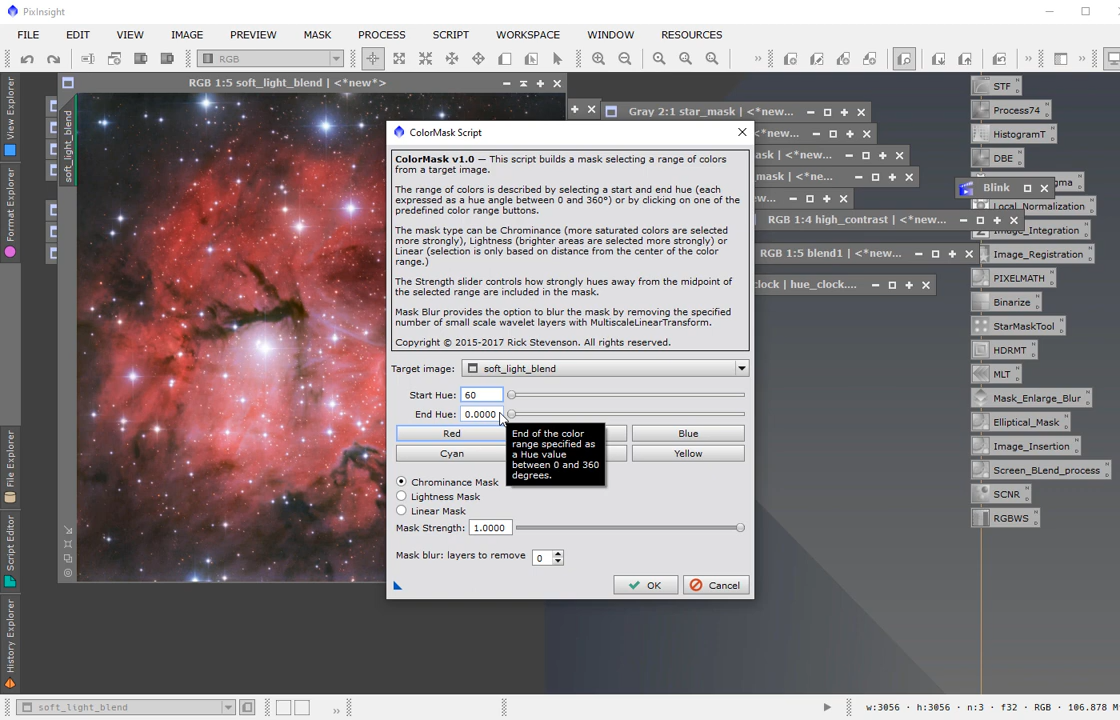 PixInsight
FILE EDIT VIEW IMAGE PREVIEW MASK PROCESS SCRIPT WORKSPACE WINDOW RESOURCES
RGB
View Explorer
Format Explorer
File Explorer
Script Editor
History Explorer
RGB 1:5 soft_light_blend | <*new*>
soft_light_blend
Gray 2:1 star_mask | <*new...
<*new...
ask | <*new...
mask | <*new...
<*new...
RGB 1:4 high_contrast | <*new...
RGB 1:5 blend1 | <*new...
clock | hue_clock....
Blink
STF
Process74
HistogramT
DBE
gma
Local_Normalization
Image_Integration
Image_Registration
PIXELMATH
Binarize
StarMaskTool
HDRMT
MLT
Mask_Enlarge_Blur
Elliptical_Mask
Image_Insertion
Screen_BLend_process
SCNR
RGBWS
ColorMask Script
ColorMask v1.0 — This script builds a mask selecting a range of colors
from a target image.
The range of colors is described by selecting a start and end hue (each
expressed as a hue angle between 0 and 360°) or by clicking on one of the
predefined color range buttons.
The mask type can be Chrominance (more saturated colors are selected
more strongly), Lightness (brighter areas are selected more strongly) or
Linear (selection is only based on distance from the center of the color
range.)
The Strength slider controls how strongly hues away from the midpoint of
the selected range are included in the mask.
Mask Blur provides the option to blur the mask by removing the specified
number of small scale wavelet layers with MultiscaleLinearTransform.
Copyright © 2015-2017 Rick Stevenson. All rights reserved.
Target image: soft_light_blend
Start Hue: 60
End Hue: 0.0000
Red Blue
Cyan Yellow
End of the color
range specified as
a Hue value
between 0 and 360
degrees.
Chrominance Mask
Lightness Mask
Linear Mask
Mask Strength: 1.0000
Mask blur: layers to remove 0
OK Cancel
soft_light_blend
w:3056 · h:3056 · n:3 · f32 · RGB · 106.878 M